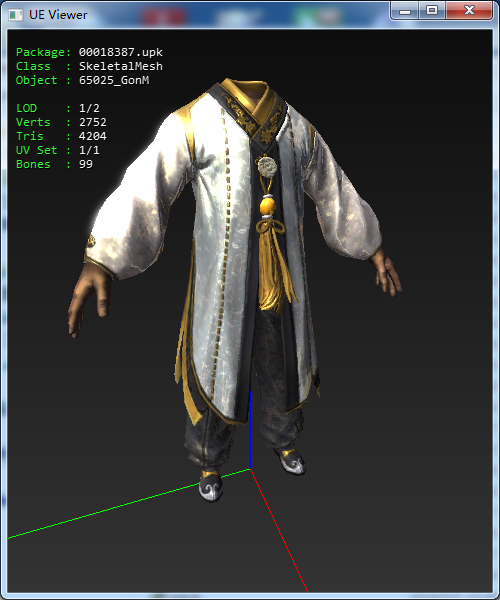 UE Viewer
Package: 00018387.upk
Class : SkeletalMesh
Object : 65025_GonM
LOD : 1/2
Verts : 2752
Tris : 4204
UV Set : 1/1
Bones : 99